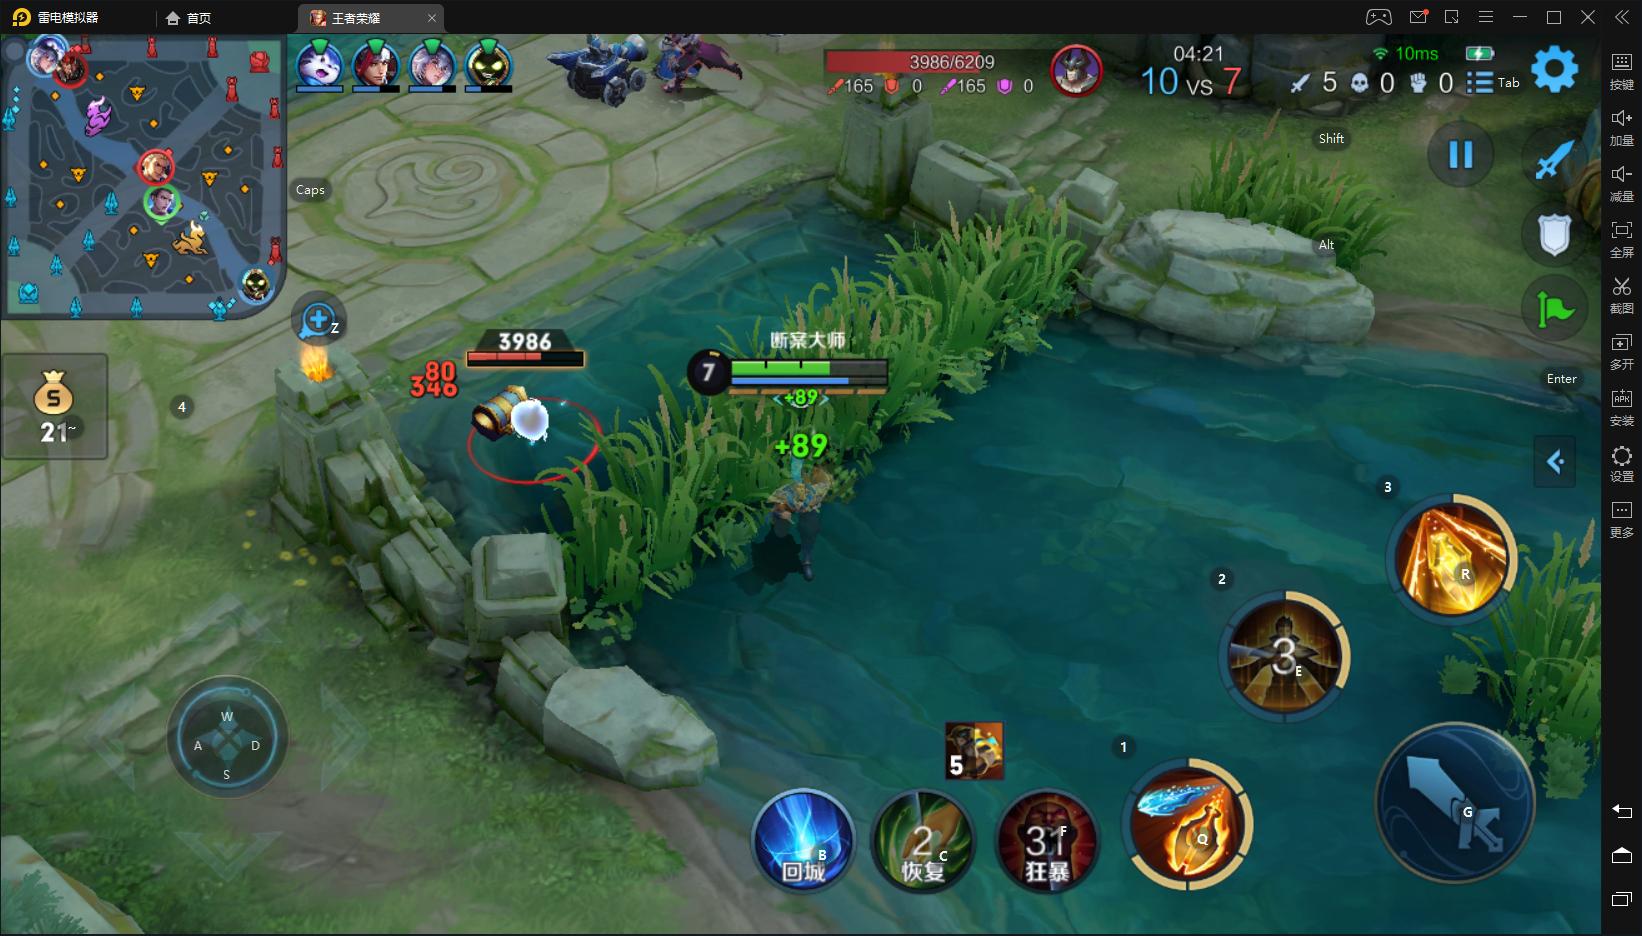 雷电模拟器
首页
王者荣耀
3986/6209
165 0 165 0
04:21
10 vs 7
10ms
5 0 0
Tab
Shift
Caps
Alt
Z
Enter
4
21~
3986
80
346
断案大师
7
+89
+89
3
R
2
3
E
W
A
D
S
5
1
G
Q
B
回城
2
C
恢复
31
F
狂暴
按键
加量
减量
全屏
截图
多开
APK
安装
设置
更多